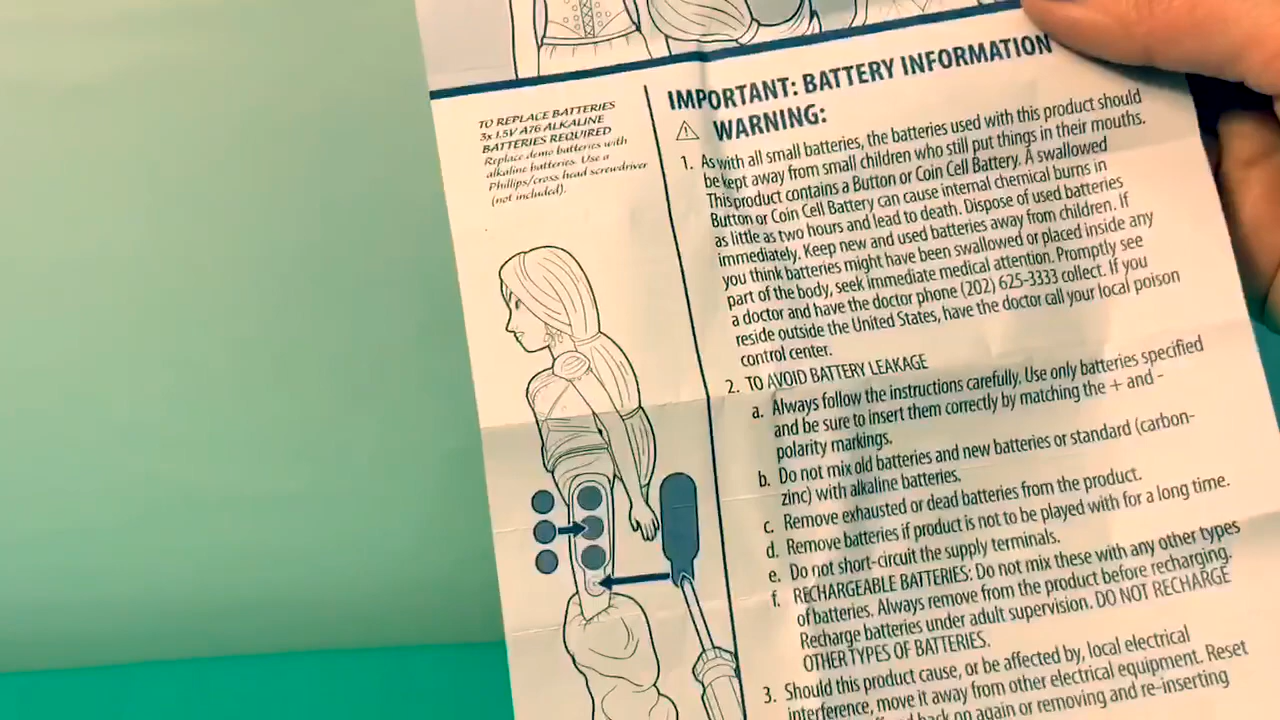 TO REPLACE BATTERIES
3x 1.5V A76 ALKALINE
BATTERIES REQUIRED
Replace demo batteries with
alkaline batteries. Use a
Phillips/cross head screwdriver
(not included).
IMPORTANT: BATTERY INFORMATION
WARNING:
1. As with all small batteries, the batteries used with this product should
be kept away from small children who still put things in their mouths.
This product contains a Button or Coin Cell Battery. A swallowed
Button or Coin Cell Battery can cause internal chemical burns in
as little as two hours and lead to death. Dispose of used batteries
immediately. Keep new and used batteries away from children. If
you think batteries might have been swallowed or placed inside any
part of the body, seek immediate medical attention. Promptly see
a doctor and have the doctor phone (202) 625-3333 collect. If you
reside outside the United States, have the doctor call your local poison
control center.
2. TO AVOID BATTERY LEAKAGE
a. Always follow the instructions carefully. Use only batteries specified
and be sure to insert them correctly by matching the + and -
polarity markings.
b. Do not mix old batteries and new batteries or standard (carbon-
zinc) with alkaline batteries.
c. Remove exhausted or dead batteries from the product.
d. Remove batteries if product is not to be played with for a long time.
e. Do not short-circuit the supply terminals.
f. RECHARGEABLE BATTERIES: Do not mix these with any other types
of batteries. Always remove from the product before recharging.
Recharge batteries under adult supervision. DO NOT RECHARGE
OTHER TYPES OF BATTERIES.
3. Should this product cause, or be affected by, local electrical
interference, move it away from other electrical equipment. Reset
back on again or removing and re-inserting